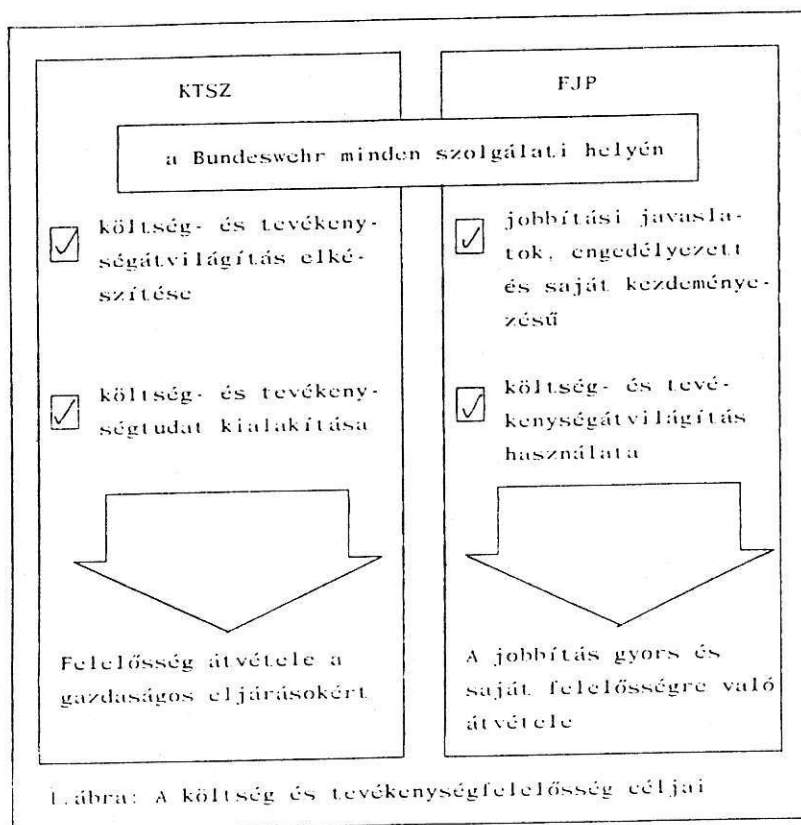 KTSZ
FJP
a Bundeswehr minden szolgálati helyén
költség- és tevékeny-
ségátvilágítás elké-
szítése
költség- és tevékeny-
ségtudat kialakítása
Felelősség átvétele a
gazdaságos eljárásokért
jobbítási javasla-
tok, engedélyezett
és saját kezdeménye-
zésű
költség- és tevé-
kenységátvilágítás
használata
A jobbítás gyors és
saját felelősségre való
átvétele
1.ábra: A költség és tevékenységfelelősség céljai